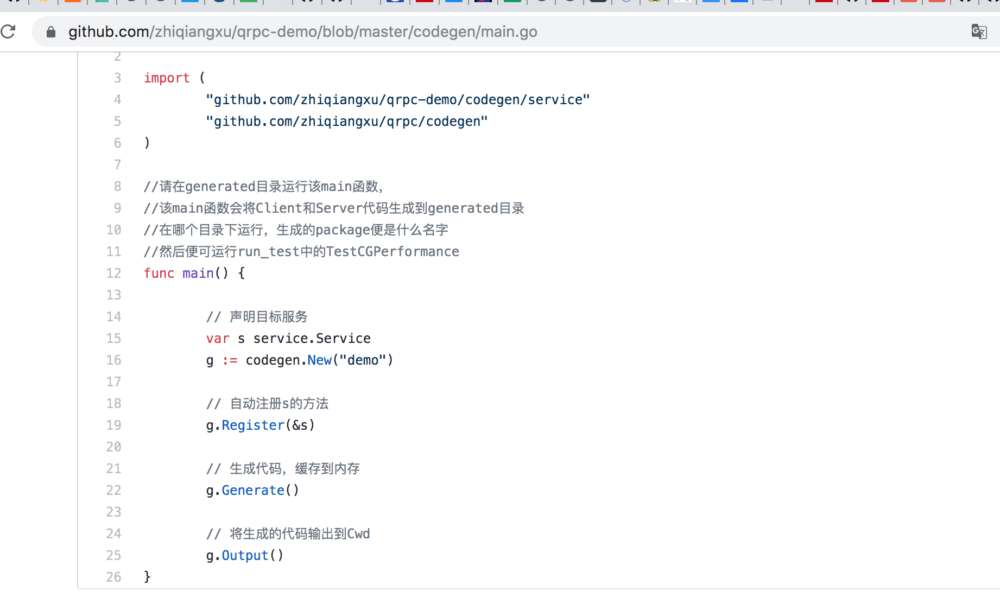 github.com/zhiqiangxu/qrpc-demo/blob/master/codegen/main.go
2
3 import (
4 "github.com/zhiqiangxu/qrpc-demo/codegen/service"
5 "github.com/zhiqiangxu/qrpc/codegen"
6 )
7
8 //请在generated目录运行该main函数，
9 //该main函数会将Client和Server代码生成到generated目录
10 //在哪个目录下运行，生成的package便是什么名字
11 //然后便可运行run_test中的TestCGPerformance
12 func main() {
13
14 // 声明目标服务
15 var s service.Service
16 g := codegen.New("demo")
17
18 // 自动注册s的方法
19 g.Register(&s)
20
21 // 生成代码，缓存到内存
22 g.Generate()
23
24 // 将生成的代码输出到Cwd
25 g.Output()
26 }